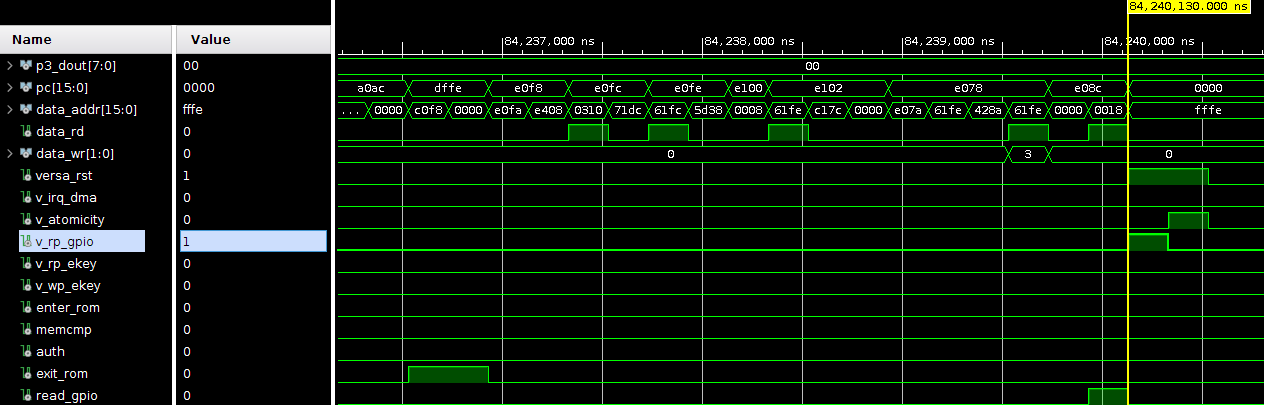 84,240,130.000 ns
Name Value
84,237,000 ns 84,238,000 ns 84,239,000 ns 84,240,000 ns
p3_dout[7:0] 00 00
pc[15:0] 0000 a0ac dffe e0f8 e0fc e0fe e100 e102 e078 e08c 0000
data_addr[15:0] fffe ... 0000 c0f8 0000 e0fa e408 0310 71dc 61fc 5d38 0008 61fe c17c 0000 e07a 61fe 428a 61fe 0000 0018 fffe
data_rd 0
data_wr[1:0] 0 0 3 0
versa_rst 1
v_irq_dma 0
v_atomicity 0
v_rp_gpio 1
v_rp_ekey 0
v_wp_ekey 0
enter_rom 0
memcmp 0
auth 0
exit_rom 0
read_gpio 0